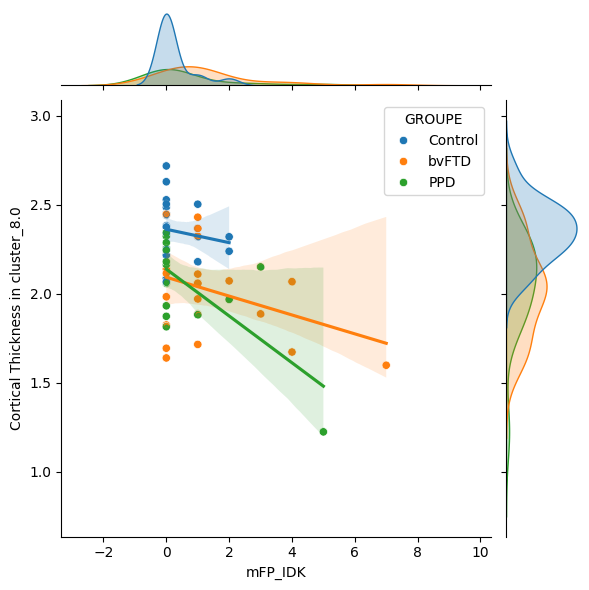 GROUPE
Control
bvFTD
PPD
3.0
2.5
2.0
1.5
1.0
Cortical Thickness in cluster_8.0
−2 0 2 4 6 8 10
mFP_IDK